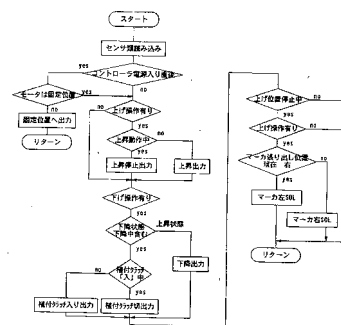 スタート
センサ類読み込み
コントローラ電源入り直後
yes
no
モータは固定位置
yes
no
固定位置へ出力
リターン
上げ操作有り
no
yes
上昇動作中
no
yes
上昇停止出力
上昇出力
下げ操作有り
yes
上昇状態
下降状態
下降中含む
yes
下降出力
植付クラッチ
「入」中
no
yes
植付クラッチ入り出力
植付クラッチ切出力
上げ位置停止中
no
yes
上げ操作有り
no
yes
マーカ送り出し位置
現在 右
no
yes
マーカ左SOL
マーカ右SOL
リターン